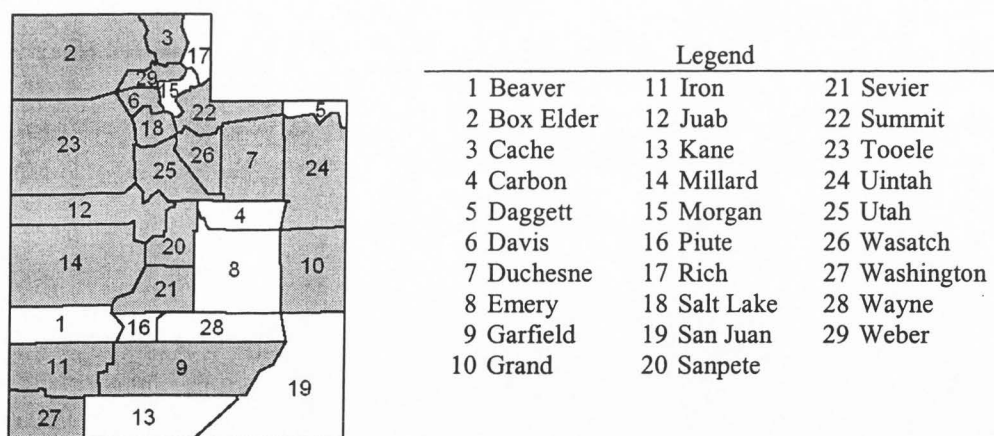 2
3
17
29
15
6
5
22
18
23
26
7
25
24
12
4
20
14
8
10
21
1
16
28
11
9
19
27
13
Legend
1 Beaver 11 Iron 21 Sevier
2 Box Elder 12 Juab 22 Summit
3 Cache 13 Kane 23 Tooele
4 Carbon 14 Millard 24 Uintah
5 Daggett 15 Morgan 25 Utah
6 Davis 16 Piute 26 Wasatch
7 Duchesne 17 Rich 27 Washington
8 Emery 18 Salt Lake 28 Wayne
9 Garfield 19 San Juan 29 Weber
10 Grand 20 Sanpete